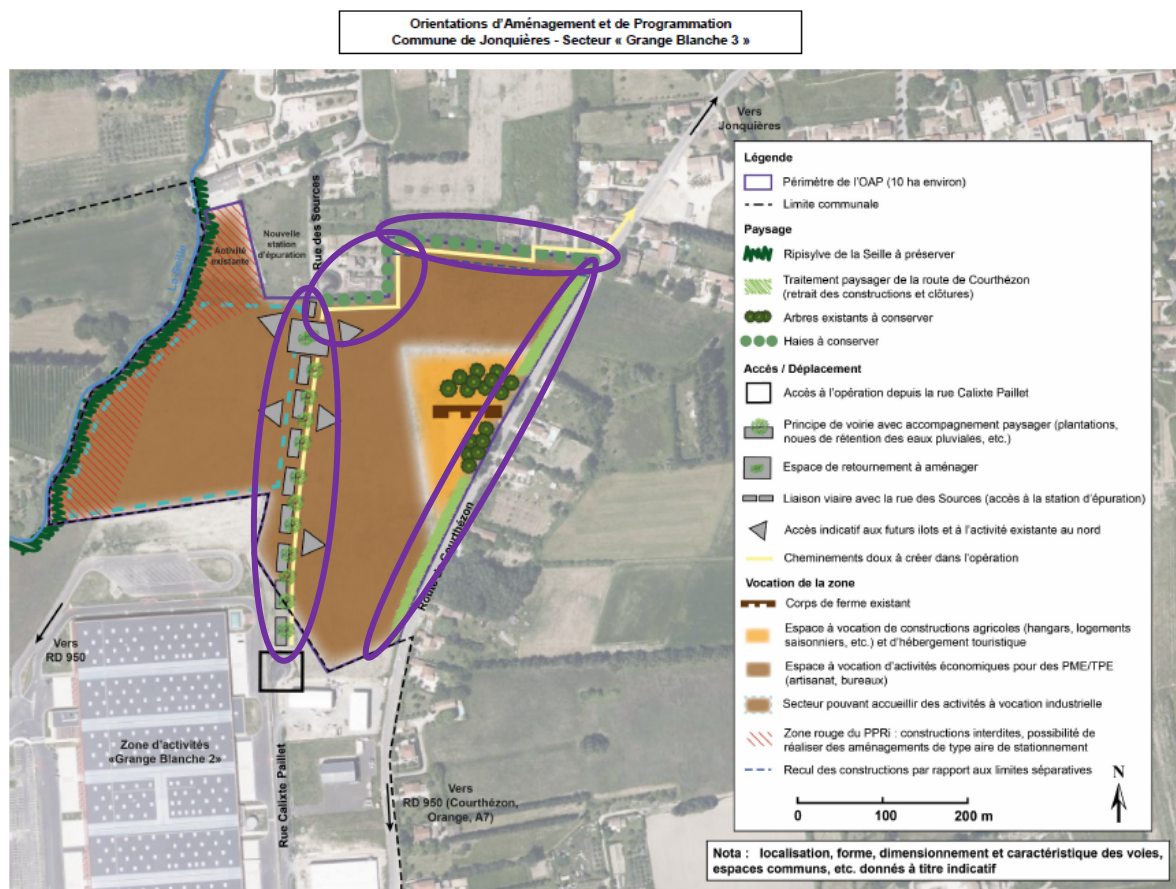 Orientations d'Aménagement et de Programmation
Commune de Jonquières - Secteur « Grange Blanche 3 »
Vers
Jonquières
Rue des Sources
Nouvelle
station
d'épuration
Activité
existante
La Seille
Route de Courthézon
Vers
RD 950
Zone d'activités
«Grange Blanche 2»
Rue Calixte Paillet
Vers
RD 950 (Courthézon,
Orange, A7)
Légende
Périmètre de l'OAP (10 ha environ)
Limite communale
Paysage
Ripisylve de la Seille à préserver
Traitement paysager de la route de Courthézon
(retrait des constructions et clôtures)
Arbres existants à conserver
Haies à conserver
Accès / Déplacement
Accès à l'opération depuis la rue Calixte Paillet
Principe de voirie avec accompagnement paysager (plantations,
noues de rétention des eaux pluviales, etc.)
Espace de retournement à aménager
Liaison viaire avec la rue des Sources (accès à la station d'épuration)
Accès indicatif aux futurs ilots et à l'activité existante au nord
Cheminements doux à créer dans l'opération
Vocation de la zone
Corps de ferme existant
Espace à vocation de constructions agricoles (hangars, logements
saisonniers, etc.) et d'hébergement touristique
Espace à vocation d'activités économiques pour des PME/TPE
(artisanat, bureaux)
Secteur pouvant accueillir des activités à vocation industrielle
Zone rouge du PPRi : constructions interdites, possibilité de
réaliser des aménagements de type aire de stationnement
Recul des constructions par rapport aux limites séparatives
N
0 100 200 m
Nota : localisation, forme, dimensionnement et caractéristique des voies,
espaces communs, etc. donnés à titre indicatif